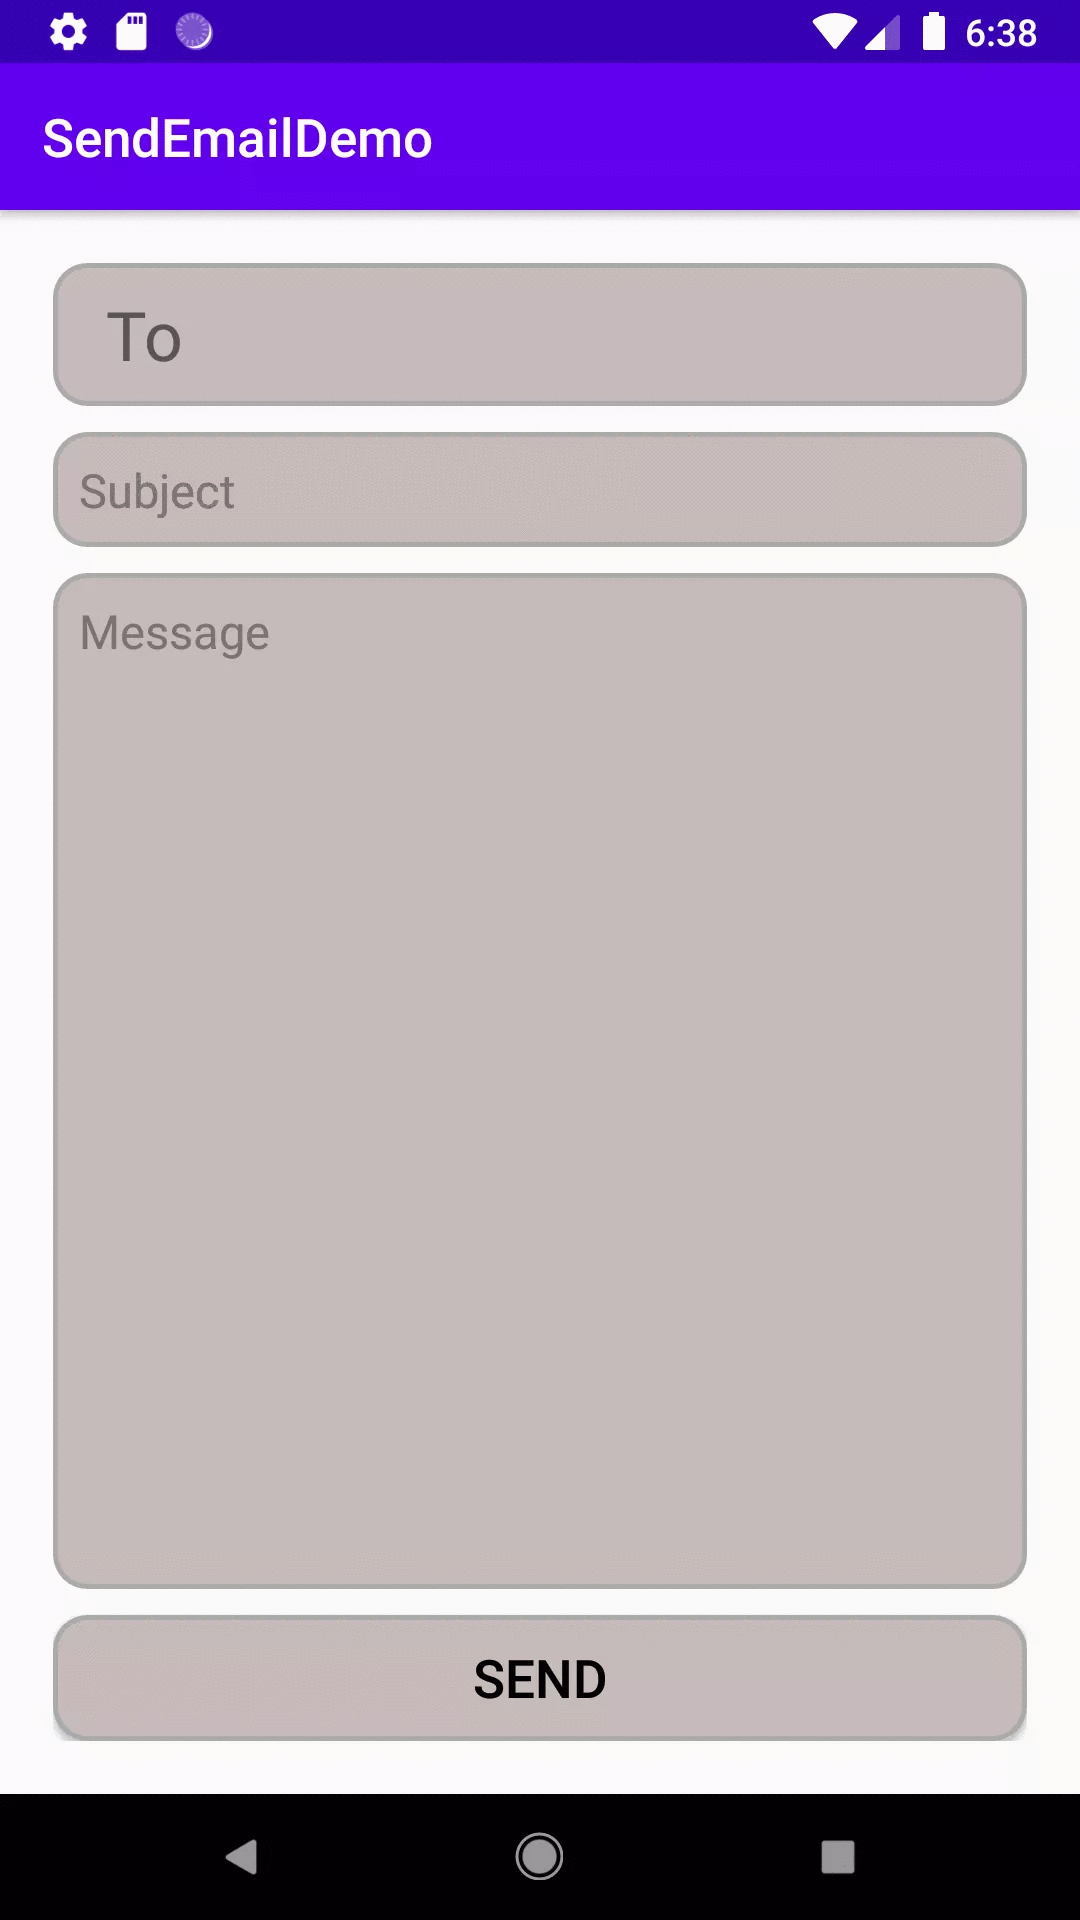 6:38
SendEmailDemo
To
Subject
Message
SEND